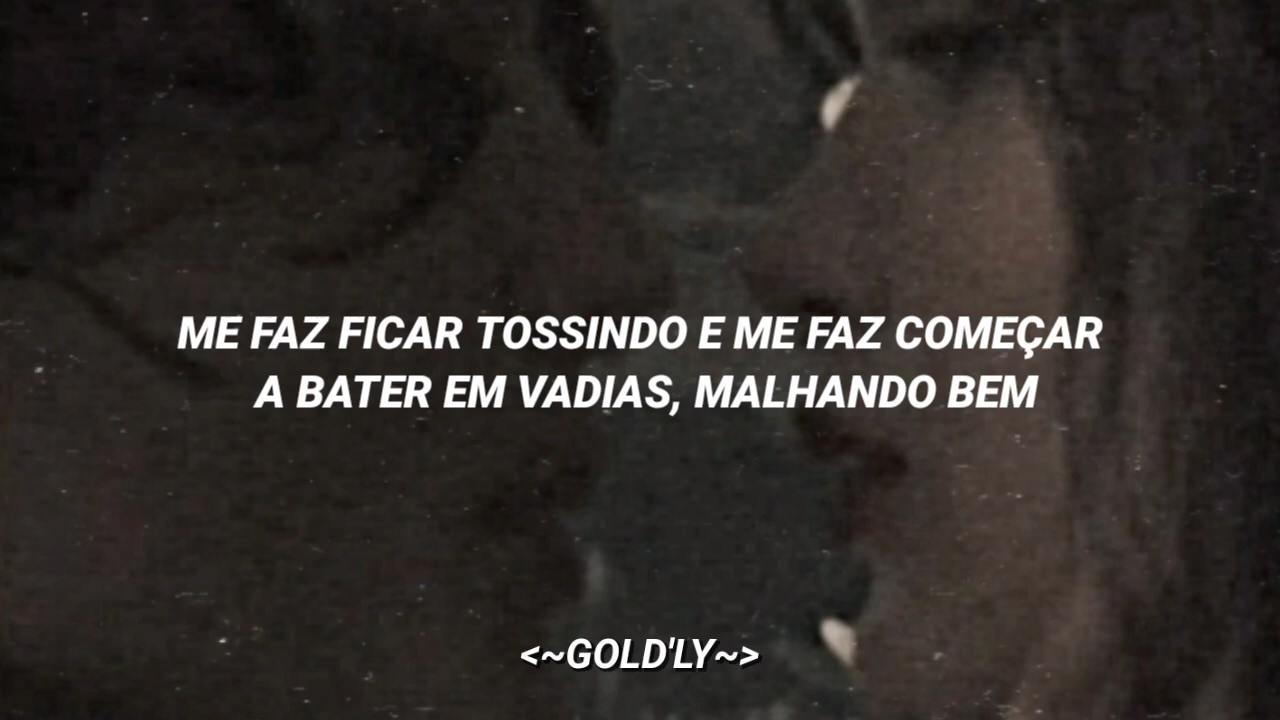 ME FAZ FICAR TOSSINDO E ME FAZ COMEÇAR
A BATER EM VADIAS, MALHANDO BEM
<~GOLD'LY~>